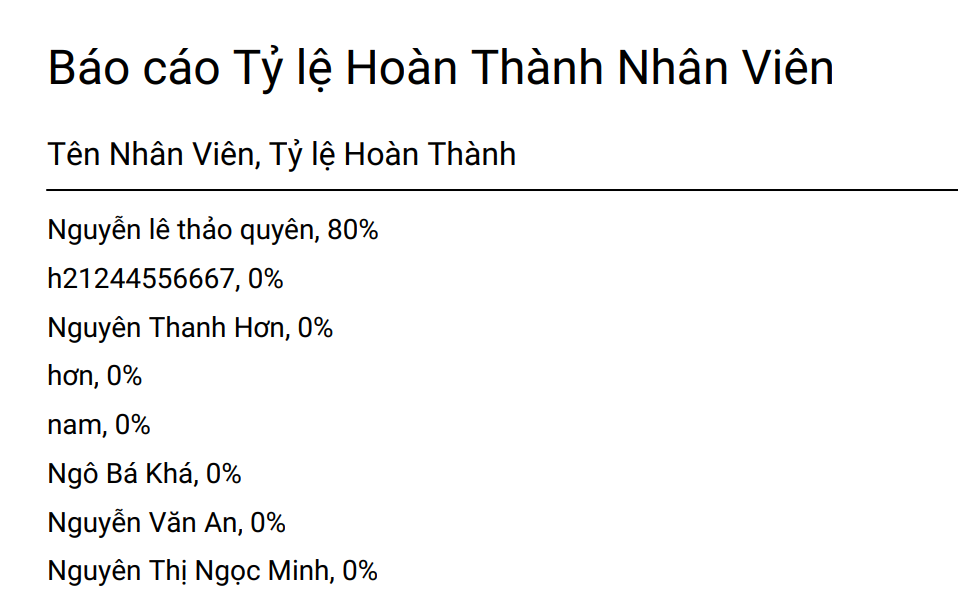 Báo cáo Tỷ lệ Hoàn Thành Nhân Viên
Tên Nhân Viên, Tỷ lệ Hoàn Thành
Nguyễn lê thảo quyên, 80%
h21244556667, 0%
Nguyên Thanh Hơn, 0%
hơn, 0%
nam, 0%
Ngô Bá Khá, 0%
Nguyễn Văn An, 0%
Nguyên Thị Ngọc Minh, 0%